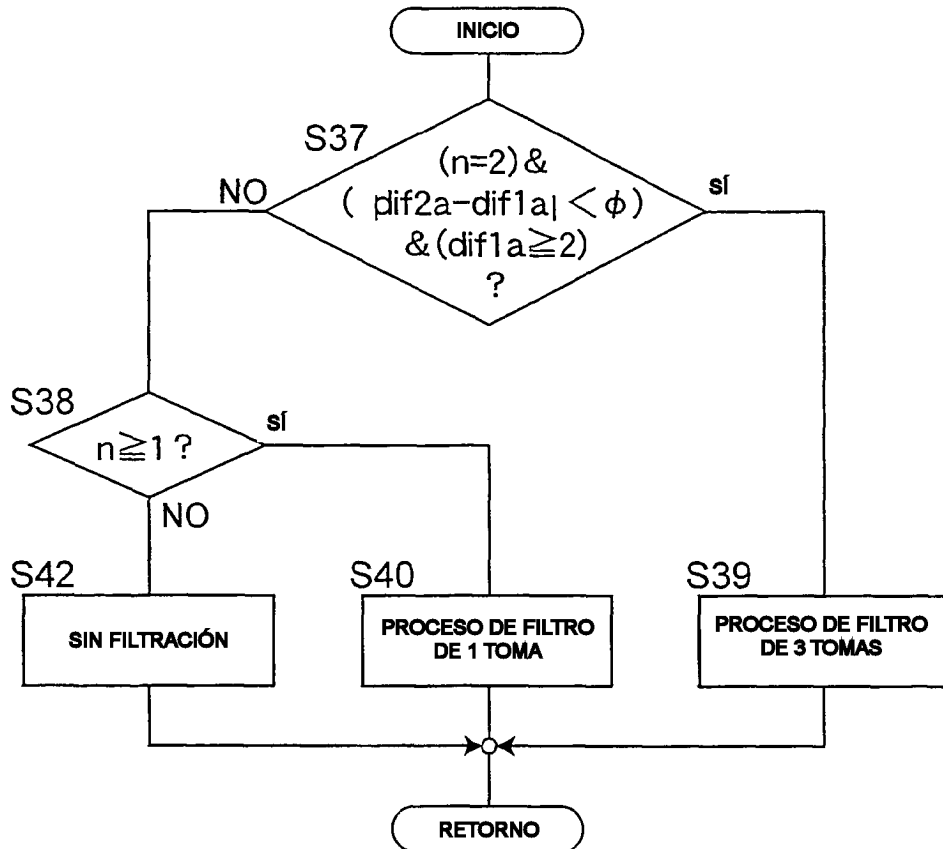 INICIO
S37
(n=2)&
( |dif2a-dif1a| <ϕ)
&(dif1a≧2)
?
NO
sí
S38
n≧1?
sí
NO
S42
SIN FILTRACIÓN
S40
PROCESO DE FILTRO
DE 1 TOMA
S39
PROCESO DE FILTRO
DE 3 TOMAS
RETORNO